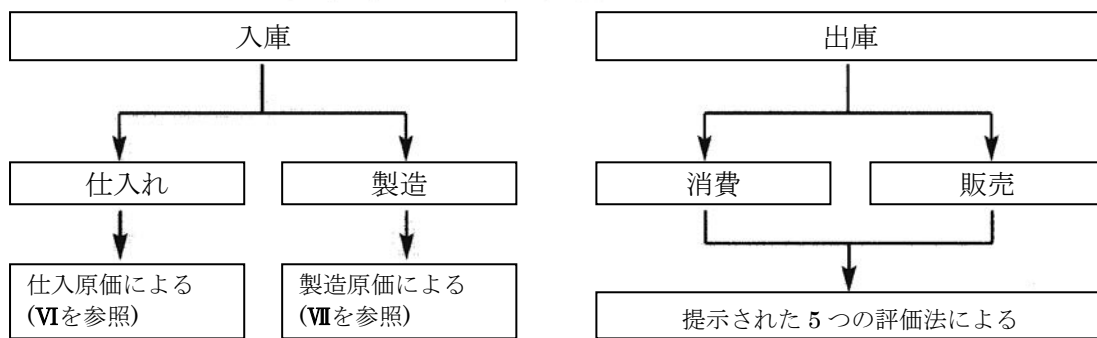 入庫
出庫
仕入れ
製造
消費
販売
仕入原価による
(Ⅵを参照)
製造原価による
(Ⅶを参照)
提示された 5 つの評価法による